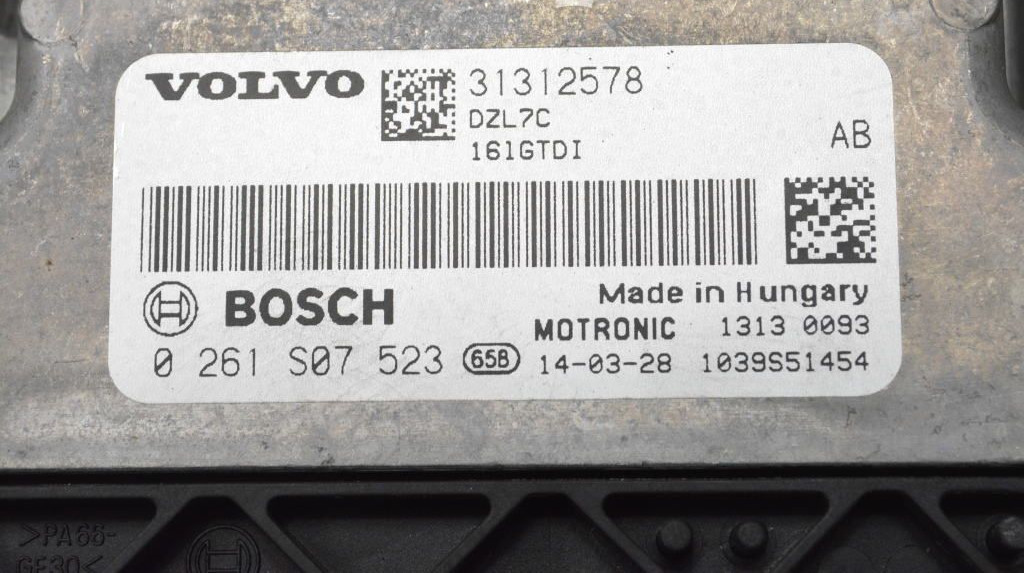 VOLVO 31312578
DZL7C
161GTDI
AB
BOSCH
Made in Hungary
MOTRONIC 1313 0093
0 261 S07 523 65B 14-03-28 1039S51454
>PA66-
GF30<